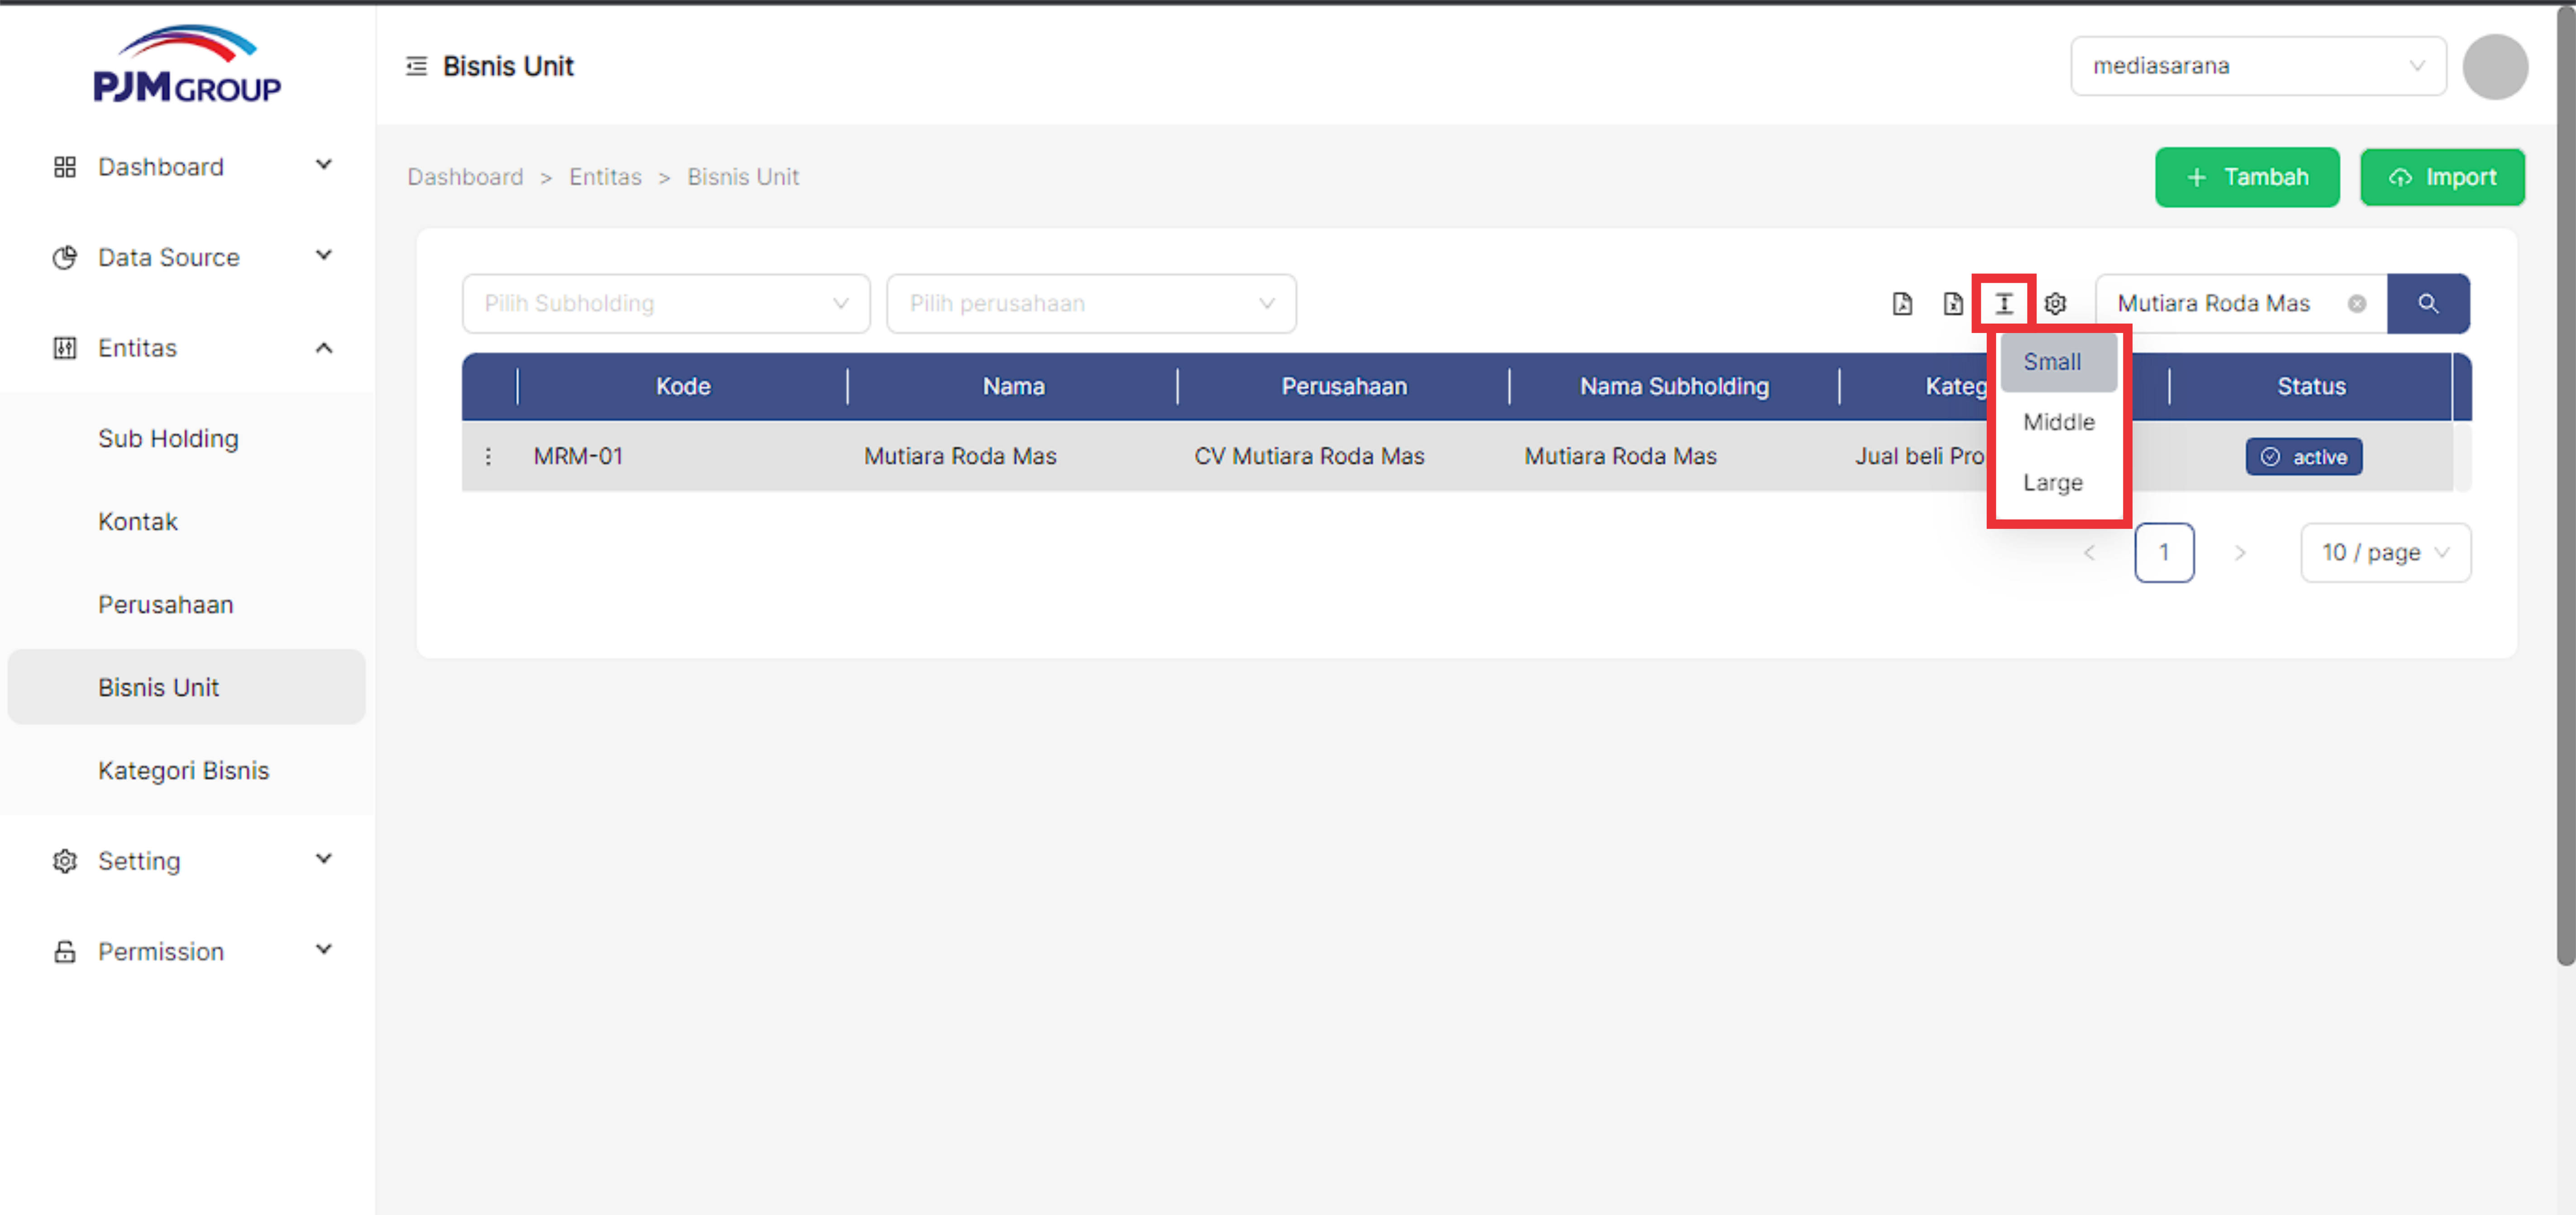 PJM GROUP
Dashboard
Data Source
Entitas
Sub Holding
Kontak
Perusahaan
Bisnis Unit
Kategori Bisnis
Setting
Permission
Bisnis Unit
mediasarana
Dashboard > Entitas > Bisnis Unit
+ Tambah
Import
Pilih Subholding
Pilih perusahaan
Mutiara Roda Mas
Small
Middle
Large
Kode Nama Perusahaan Nama Subholding Kateg Status
MRM-01 Mutiara Roda Mas CV Mutiara Roda Mas Mutiara Roda Mas Jual beli Pro active
< 1 > 10 / page